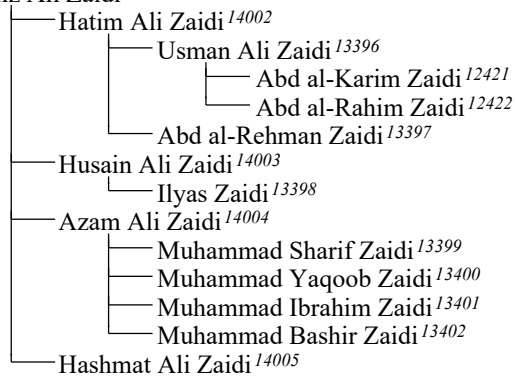 Hatim Ali Zaidi 14002
Usman Ali Zaidi 13396
Abd al-Karim Zaidi 12421
Abd al-Rahim Zaidi 12422
Abd al-Rehman Zaidi 13397
Husain Ali Zaidi 14003
Ilyas Zaidi 13398
Azam Ali Zaidi 14004
Muhammad Sharif Zaidi 13399
Muhammad Yaqoob Zaidi 13400
Muhammad Ibrahim Zaidi 13401
Muhammad Bashir Zaidi 13402
Hashmat Ali Zaidi 14005